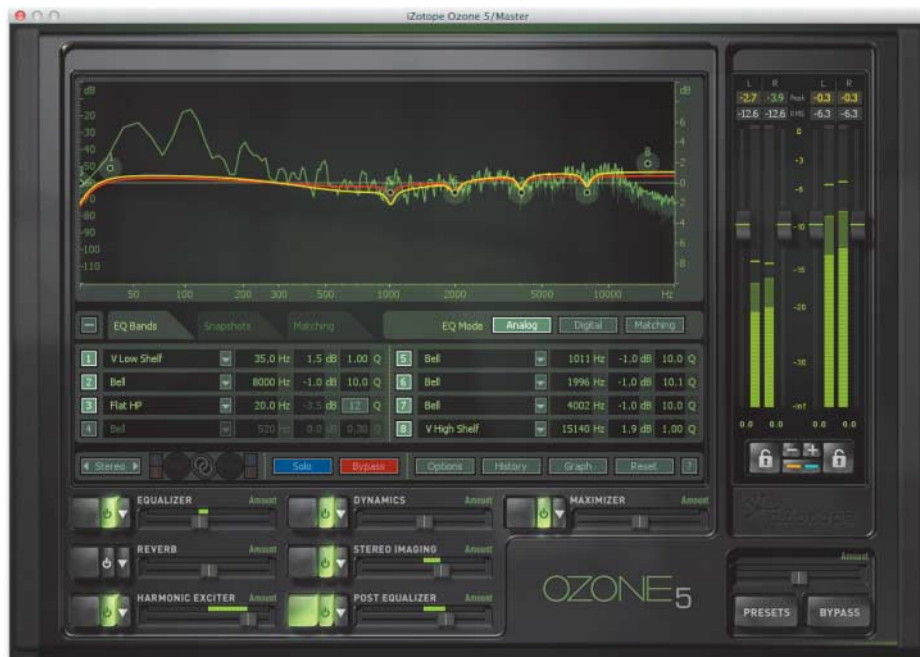 iZotope Ozone 5/Master
dB
-20
-30
-40
-50
-60
-70
-80
-90
-100
-110
dB
6
4
2
0
2
4
6
8
1
8
50 100 200 300 500 1000 2000 5000 10000 Hz
EQ Bands Snapshots Matching EQ Mode Analog Digital Matching
1 V Low Shelf 35.0 Hz 1.5 dB 1.00 Q 5 Bell 1011 Hz -1.0 dB 10.0 Q
2 Bell 8000 Hz -1.0 dB 10.0 Q 6 Bell 1996 Hz -1.0 dB 10.1 Q
3 Flat HP 20.0 Hz -3.5 dB 12 Q 7 Bell 4002 Hz -1.0 dB 10.0 Q
4 Bell 520 Hz 0.0 dB 0.30 Q 8 V High Shelf 15140 Hz 1.9 dB 1.00 Q
Stereo Solo Bypass Options History Graph Reset ?
EQUALIZER Amount DYNAMICS Amount MAXIMIZER Amount
REVERB Amount STEREO IMAGING Amount
HARMONIC EXCITER Amount POST EQUALIZER Amount
OZONE5
L R L R
-2.7 -3.9 Peak -0.3 -0.3
-12.6 -12.6 RMS -6.3 -6.3
0
-3
-6
-10
-15
-20
-30
-Inf
0.0 0.0 0.0 0.0
iZotope
Amount
PRESETS BYPASS